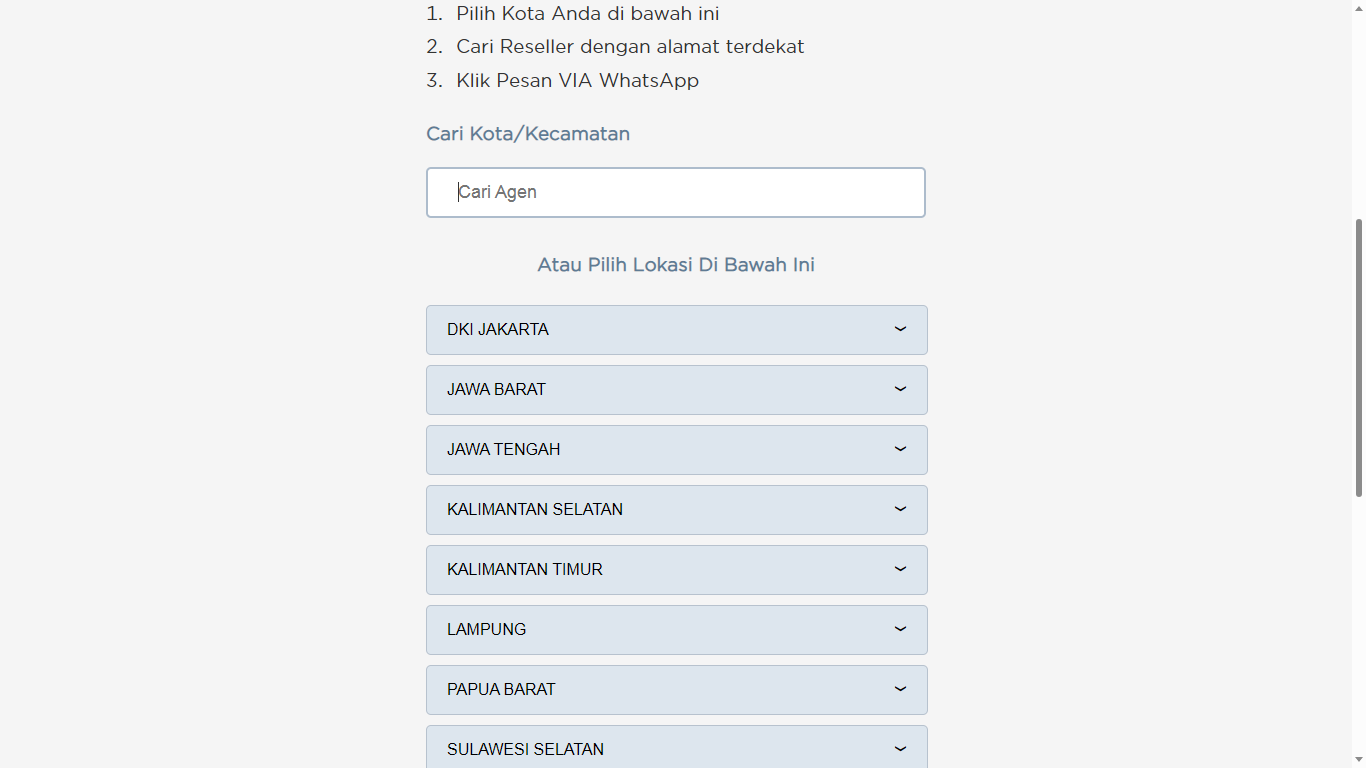 1. Pilih Kota Anda di bawah ini
2. Cari Reseller dengan alamat terdekat
3. Klik Pesan VIA WhatsApp
Cari Kota/Kecamatan
Cari Agen
Atau Pilih Lokasi Di Bawah Ini
DKI JAKARTA
JAWA BARAT
JAWA TENGAH
KALIMANTAN SELATAN
KALIMANTAN TIMUR
LAMPUNG
PAPUA BARAT
SULAWESI SELATAN